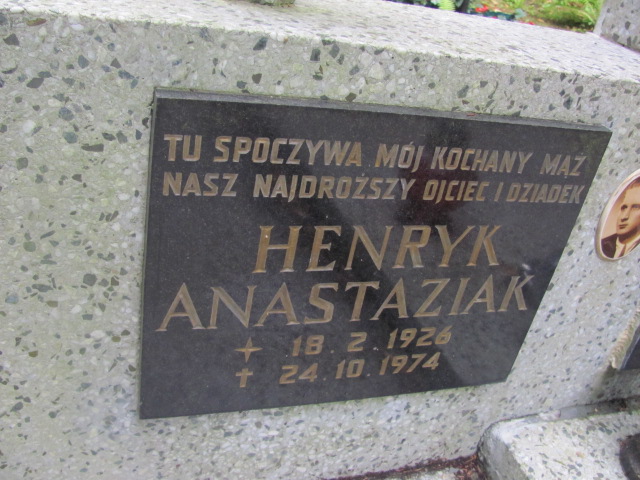 TU SPOCZYWA MÓJ KOCHANY MĄŻ
NASZ NAJDROŻSZY OJCIEC I DZIADEK
HENRYK
ANASTAZIAK
18.2.1926
24.10.1974